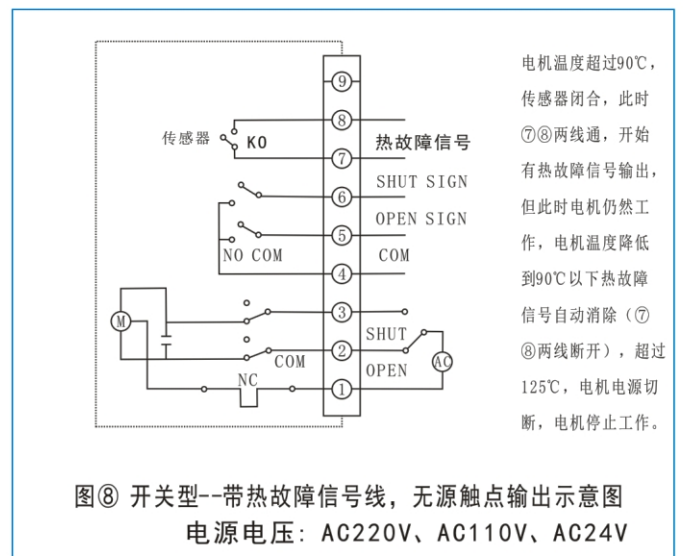 ⑨
⑧
传感器 KO
热故障信号
⑦
SHUT SIGN
⑥
OPEN SIGN
⑤
NO COM
COM
④
③
M
SHUT
②
COM
AC
OPEN
NC
①
电机温度超过90℃，
传感器闭合，此时
⑦⑧两线通，开始
有热故障信号输出，
但此时电机仍然工
作，电机温度降低
到90℃以下热故障
信号自动消除（⑦
⑧两线断开），超过
125℃，电机电源切
断，电机停止工作。
图⑧ 开关型--带热故障信号线，无源触点输出示意图
电源电压：AC220V、AC110V、AC24V